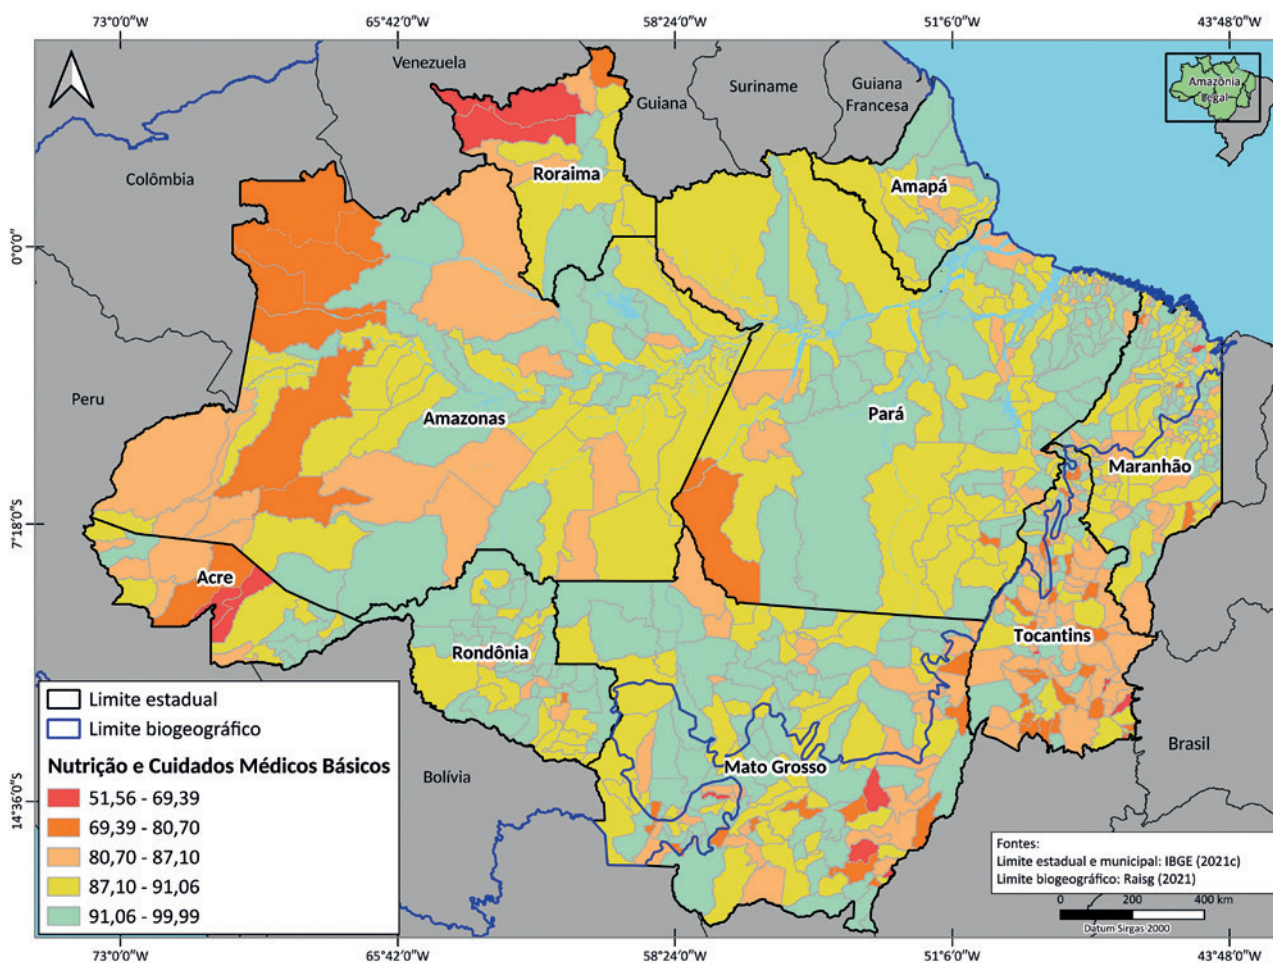 73°0'0"W
65°42'0"W
58°24'0"W
51°6'0"W
43°48'0"W
Venezuela
Guiana
Suriname
Guiana
Francesa
Amazônia
Legal
Colômbia
Roraima
Amapá
0°0'0"
Peru
Amazonas
Pará
Maranhão
7°18'0"S
Acre
Rondônia
Tocantins
Mato Grosso
Brasil
Bolívia
14°36'0"S
Limite estadual
Limite biogeográfico
Nutrição e Cuidados Médicos Básicos
51,56 - 69,39
69,39 - 80,70
80,70 - 87,10
87,10 - 91,06
91,06 - 99,99
Fontes:
Limite estadual e municipal: IBGE (2021c)
Limite biogeográfico: Raisg (2021)
0 200 400 km
Datum Sirgas 2000
73°0'0"W
65°42'0"W
58°24'0"W
51°6'0"W
43°48'0"W